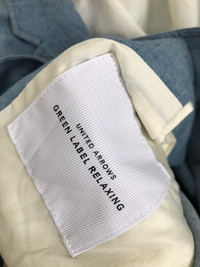 UNITED ARROWS
GREEN LABEL RELAXING